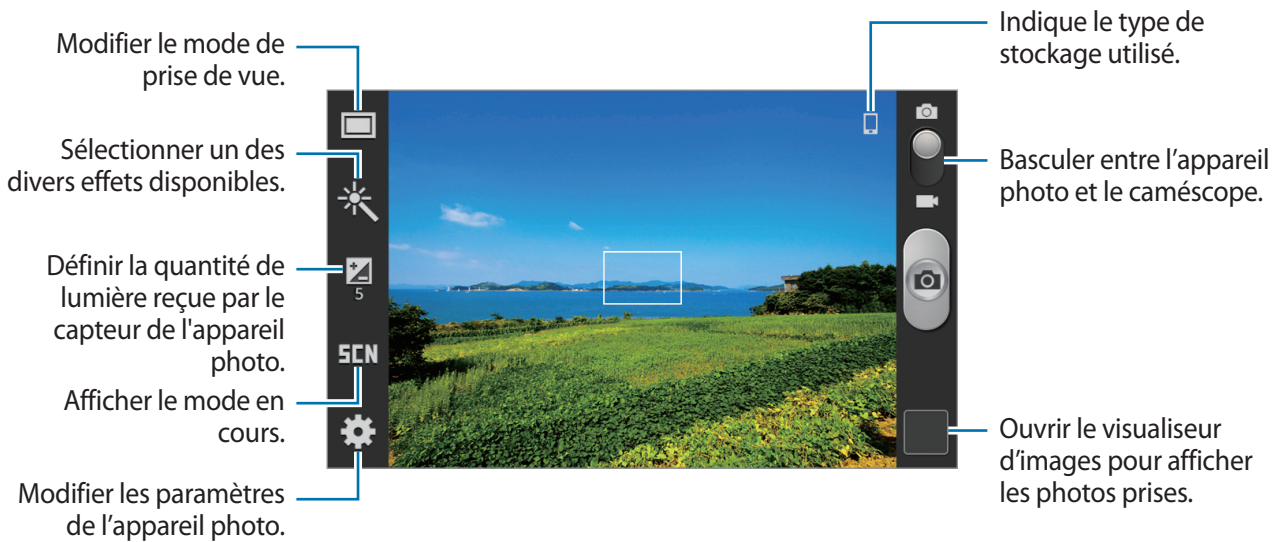 Modifier le mode de
prise de vue.
Sélectionner un des
divers effets disponibles.
Définir la quantité de
lumière reçue par le
capteur de l'appareil
photo.
Afficher le mode en
cours.
Modifier les paramètres
de l’appareil photo.
5
SCN
Indique le type de
stockage utilisé.
Basculer entre l’appareil
photo et le caméscope.
Ouvrir le visualiseur
d’images pour afficher
les photos prises.